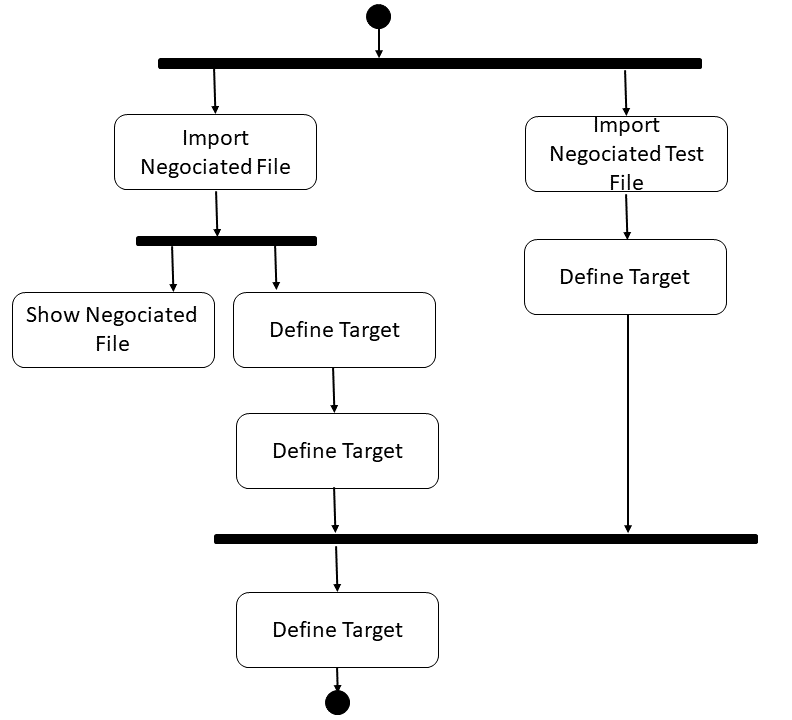 Import
Negociated File
Import
Negociated Test
File
Define Target
Show Negociated
File
Define Target
Define Target
Define Target